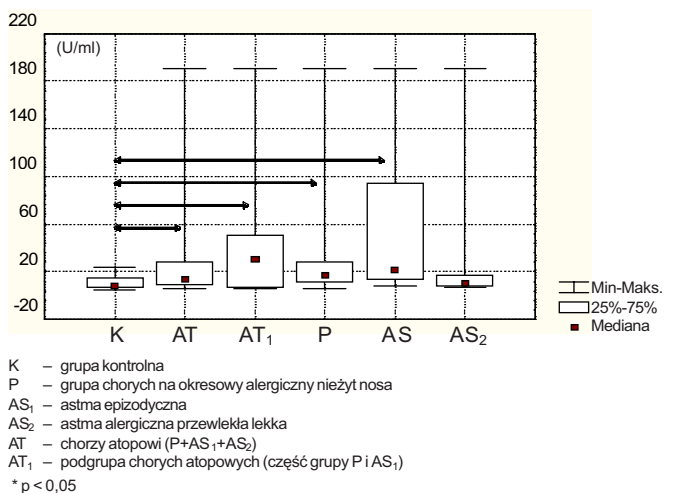 220
(U/ml)
180
140
100
60
20
-20
K AT AT₁ P AS AS₂
Min-Maks.
25%-75%
Mediana
K – grupa kontrolna
P – grupa chorych na okresowy alergiczny nieżyt nosa
AS₁ – astma epizodyczna
AS₂ – astma alergiczna przewlekła lekka
AT – chorzy atopowi (P+AS₁+AS₂)
AT₁ – podgrupa chorych atopowych (część grupy P i AS₁)
* p < 0,05